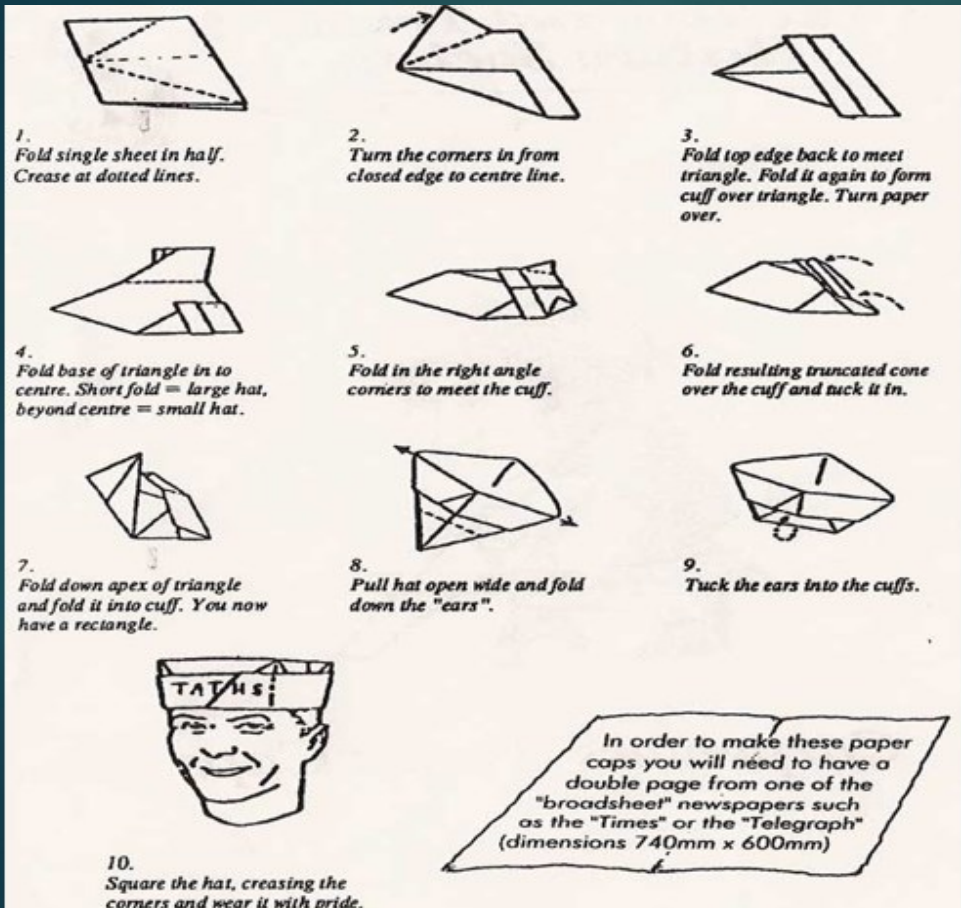 1.
Fold single sheet in half.
Crease at dotted lines.
2.
Turn the corners in from
closed edge to centre line.
3.
Fold top edge back to meet
triangle. Fold it again to form
cuff over triangle. Turn paper
over.
4.
Fold base of triangle in to
centre. Short fold = large hat,
beyond centre = small hat.
5.
Fold in the right angle
corners to meet the cuff.
6.
Fold resulting truncated cone
over the cuff and tuck it in.
7.
Fold down apex of triangle
and fold it into cuff. You now
have a rectangle.
8.
Pull hat open wide and fold
down the "ears".
9.
Tuck the ears into the cuffs.
TATHS
10.
Square the hat, creasing the
corners and wear it with pride.
In order to make these paper
caps you will need to have a
double page from one of the
"broadsheet" newspapers such
as the "Times" or the "Telegraph"
(dimensions 740mm x 600mm)